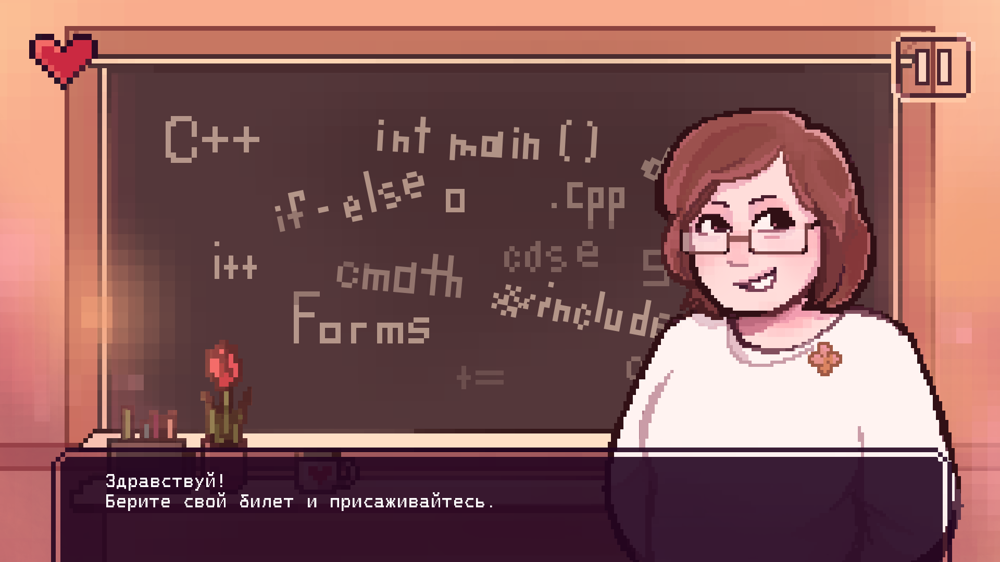 C++
int main ()
if-else
.cpp
i++
cmath
case
#include
Forms
+=
Здравствуй!
Берите свой билет и присаживайтесь.